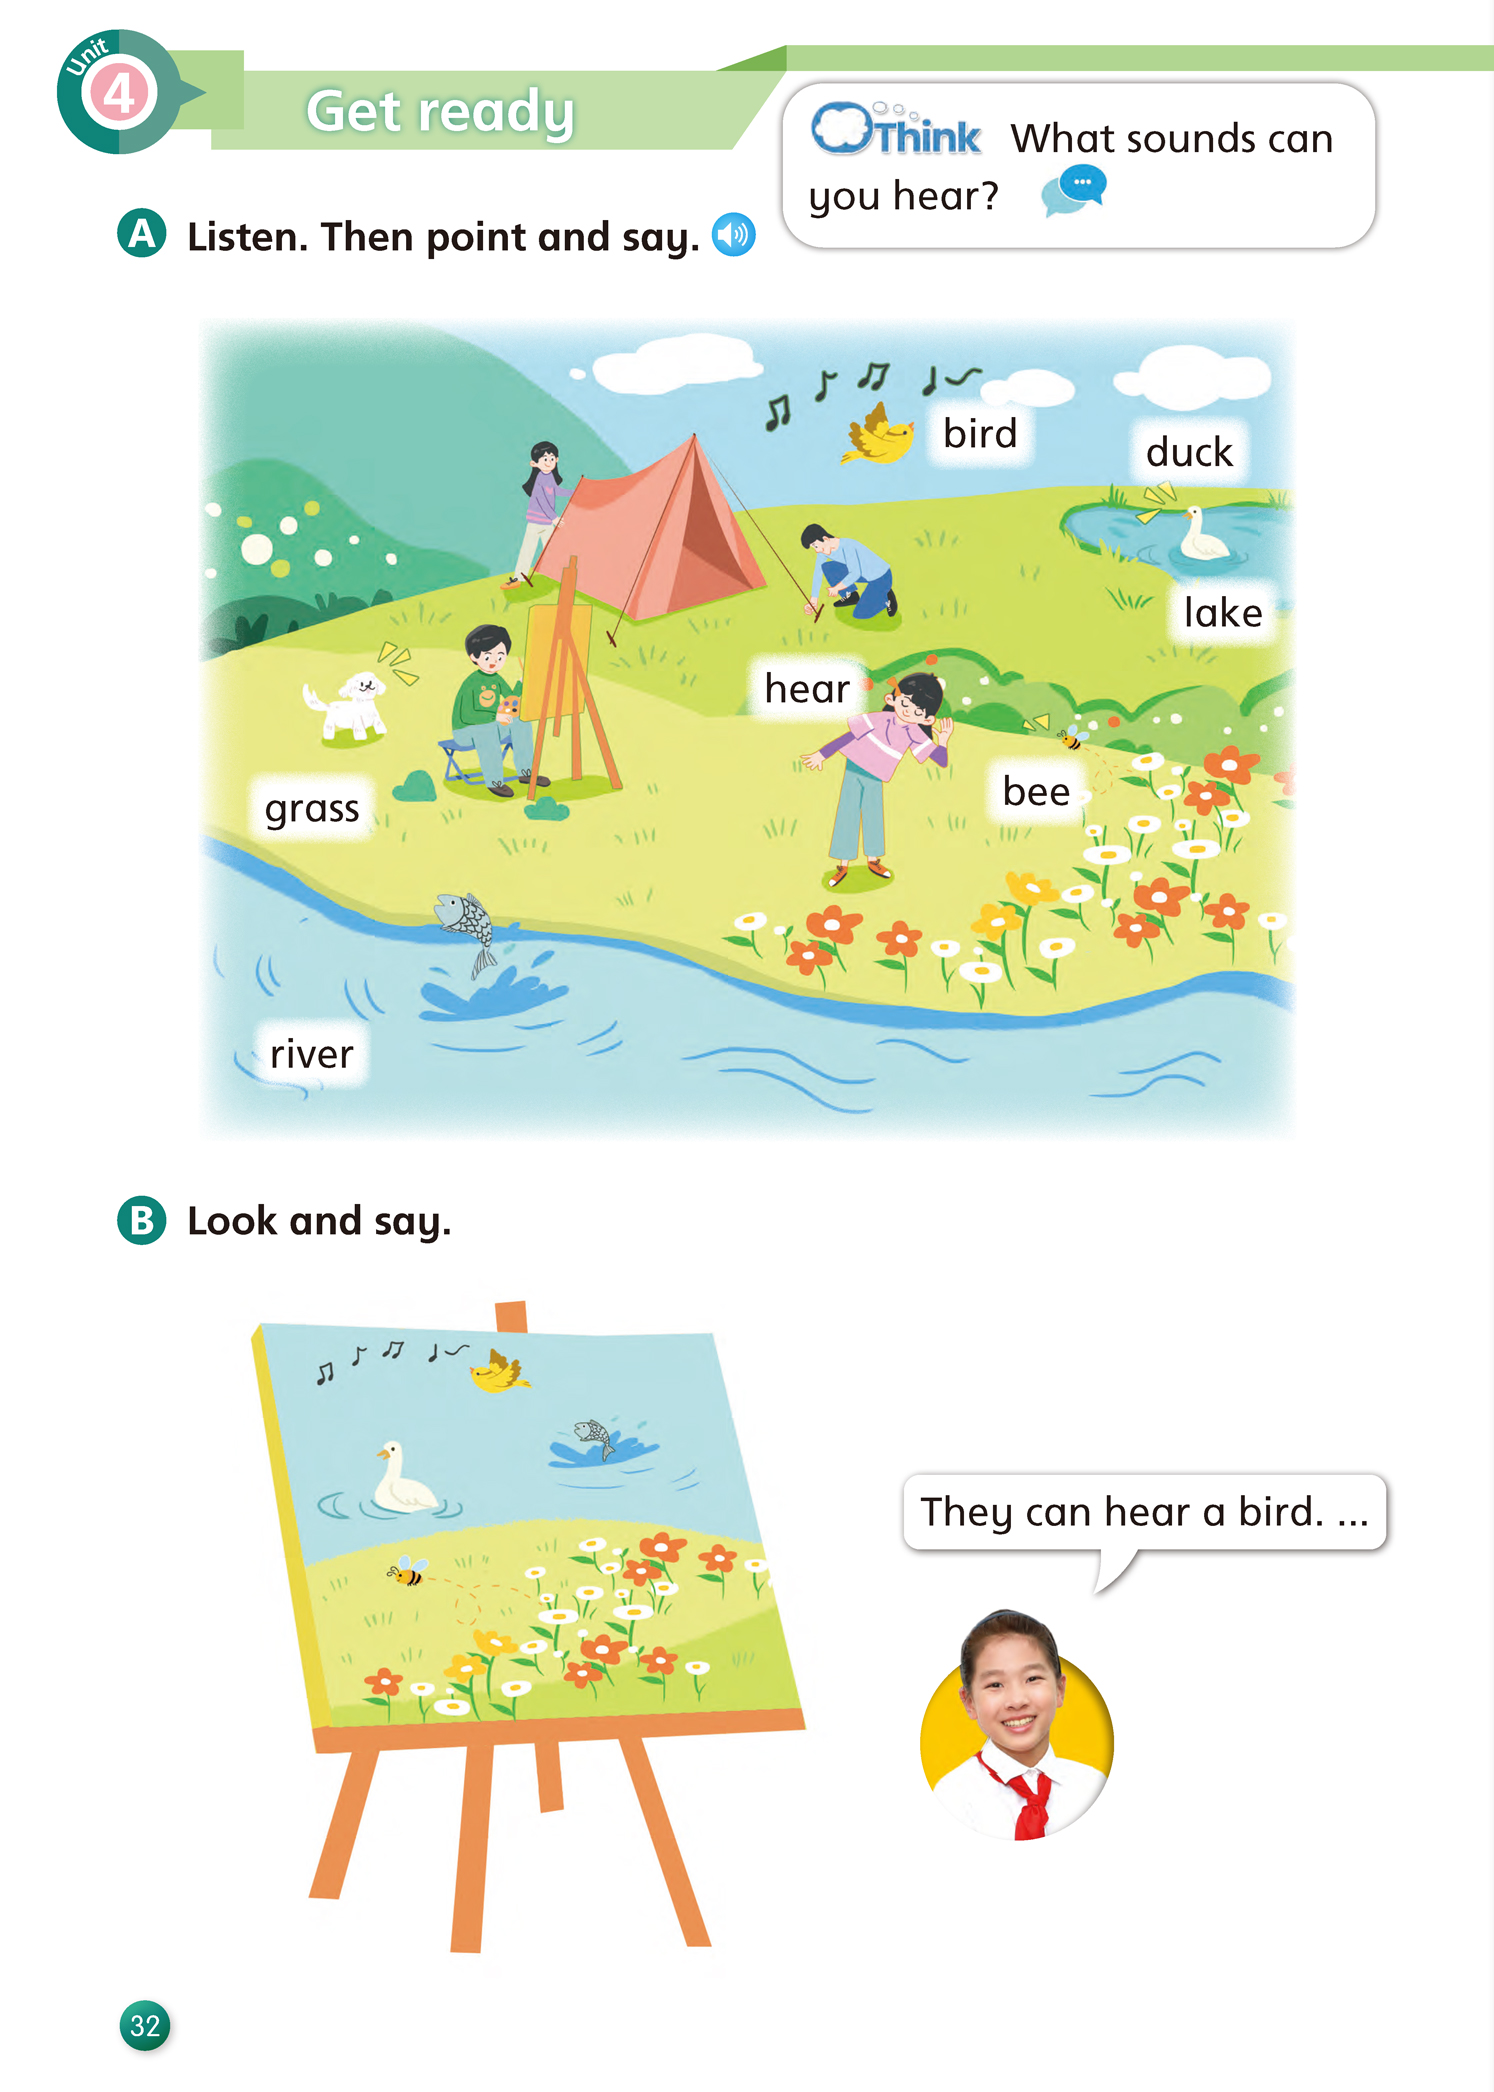 Unit
4
Get ready
Think What sounds can
you hear?
A Listen. Then point and say.
bird
duck
lake
hear
bee
grass
river
B Look and say.
They can hear a bird. ...
32